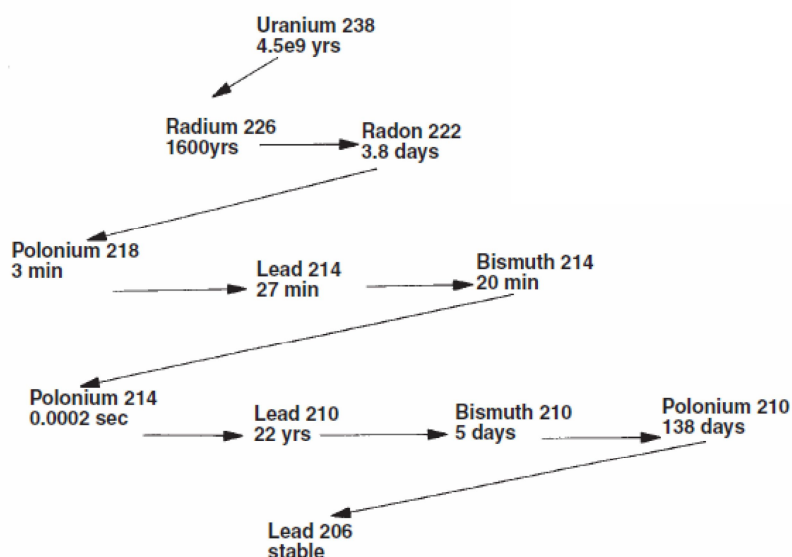 Uranium 238
4.5e9 yrs
Radium 226
1600yrs
Radon 222
3.8 days
Polonium 218
3 min
Lead 214
27 min
Bismuth 214
20 min
Polonium 214
0.0002 sec
Lead 210
22 yrs
Bismuth 210
5 days
Polonium 210
138 days
Lead 206
stable